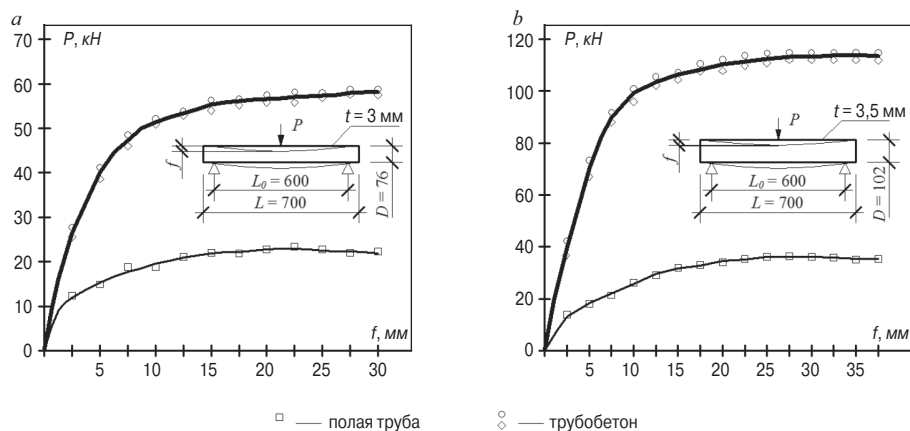 а
P, кН
70
60
50
40
30
20
10
0
5
10
15
20
25
30
f, мм
t = 3 мм
P
f
L₀ = 600
L = 700
D = 76
б
P, кН
120
100
80
60
40
20
0
5
10
15
20
25
30
35
f, мм
t = 3,5 мм
P
f
L₀ = 600
L = 700
D = 102
полая труба
трубобетон